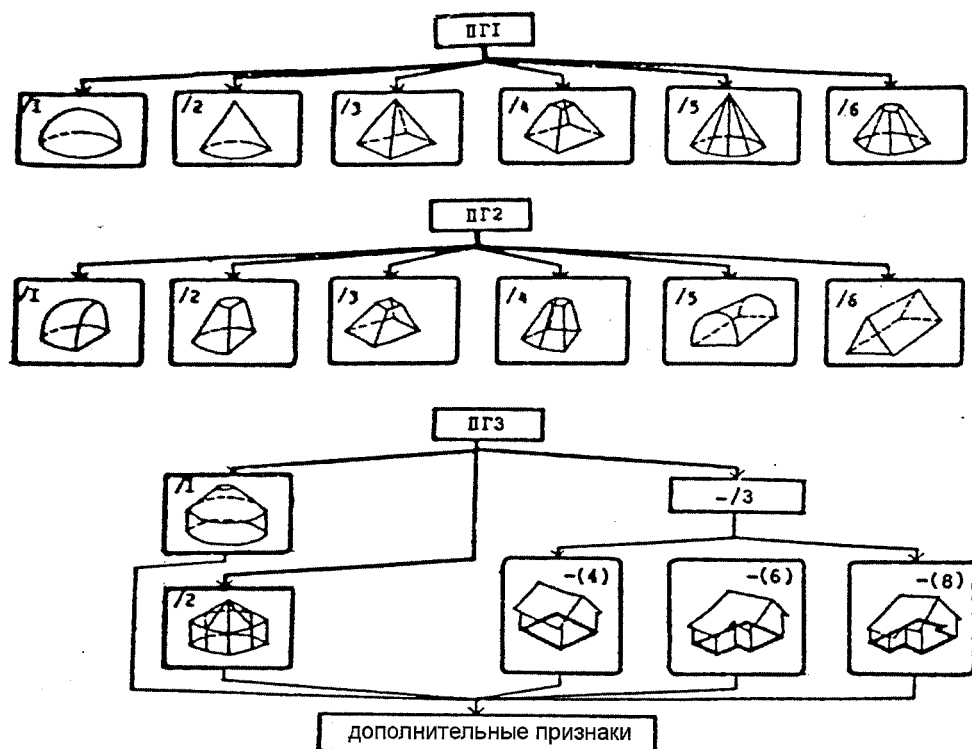 ПГ1
/1 /2 /3 /4 /5 /6
ПГ2
/1 /2 /3 /4 /5 /6
ПГ3
/1
-/3
-(4) -(6) -(8)
/2
дополнительные признаки